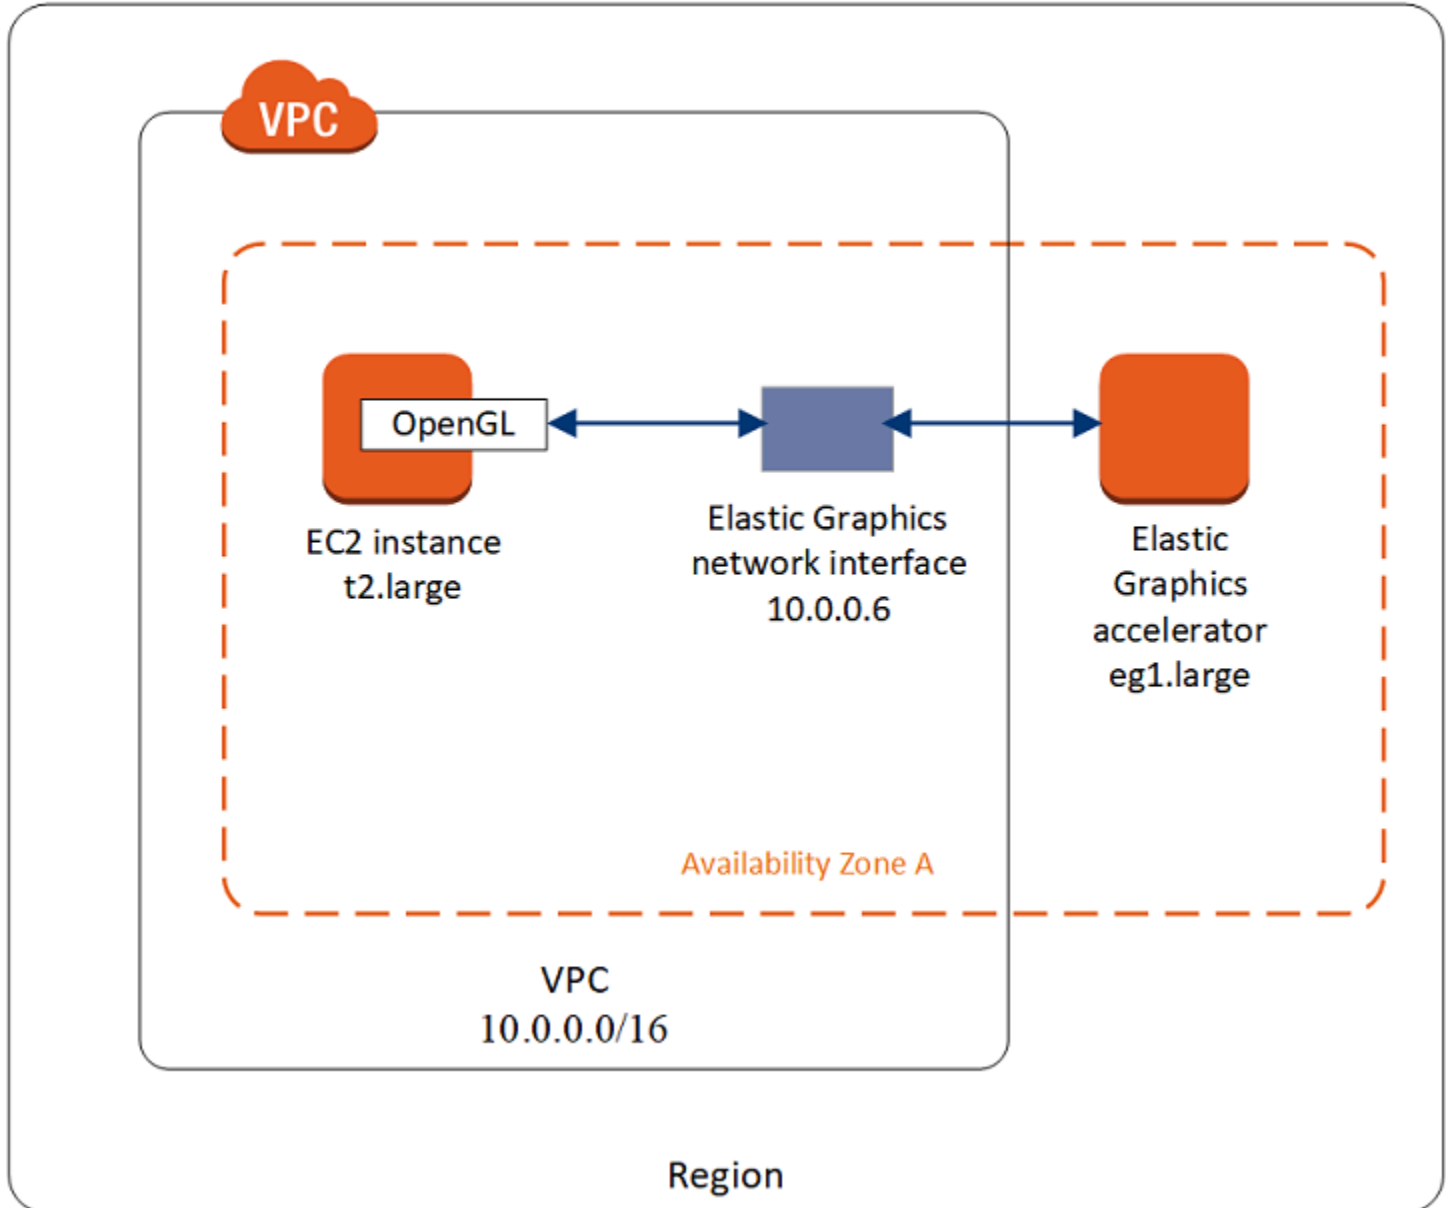 VPC
OpenGL
EC2 instance
t2.large
Elastic Graphics
network interface
10.0.0.6
Elastic
Graphics
accelerator
eg1.large
Availability Zone A
VPC
10.0.0.0/16
Region